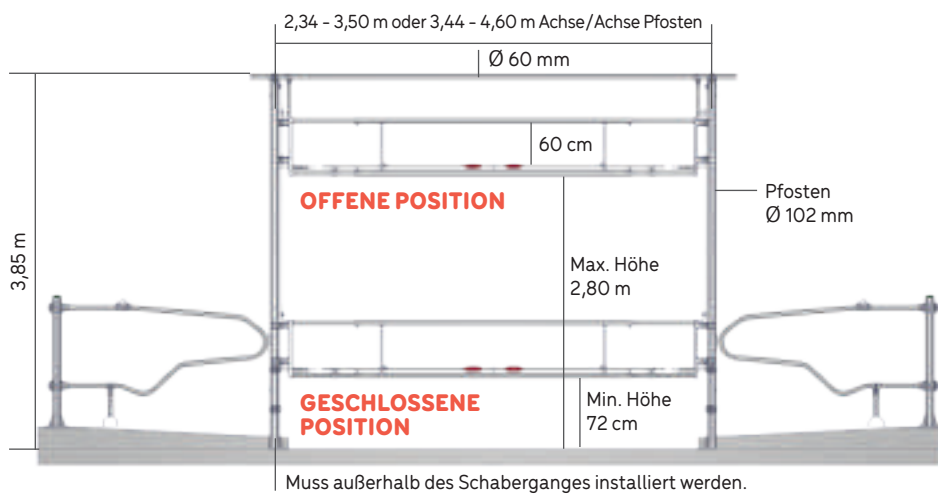 2,34 - 3,50 m oder 3,44 - 4,60 m Achse/Achse Pfosten
Ø 60 mm
60 cm
OFFENE POSITION
Pfosten
Ø 102 mm
3,85 m
Max. Höhe
2,80 m
GESCHLOSSENE
POSITION
Min. Höhe
72 cm
Muss außerhalb des Schaberganges installiert werden.